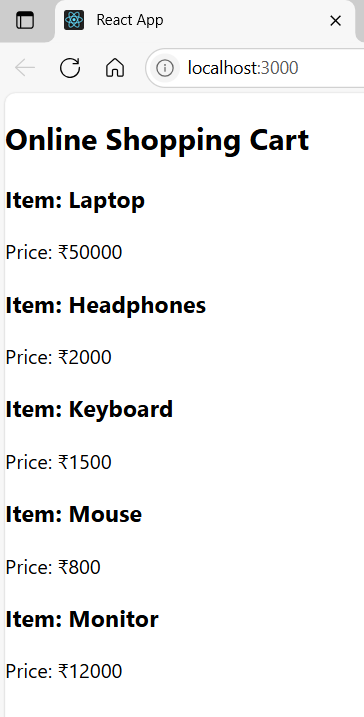 React App
localhost:3000
Online Shopping Cart
Item: Laptop
Price: ₹50000
Item: Headphones
Price: ₹2000
Item: Keyboard
Price: ₹1500
Item: Mouse
Price: ₹800
Item: Monitor
Price: ₹12000